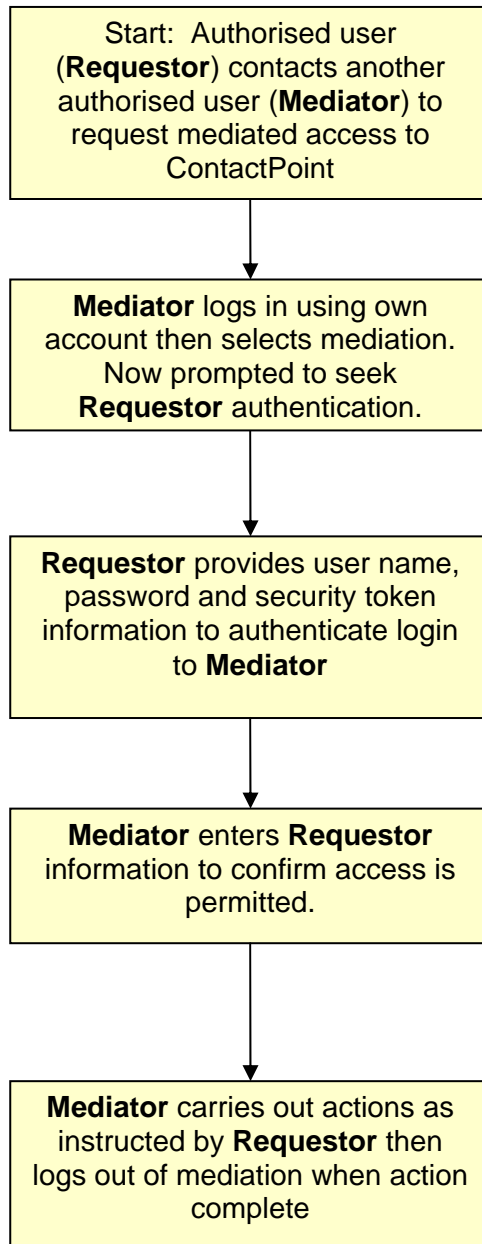 Start:  Authorised user
(Requestor) contacts another
authorised user (Mediator) to
request mediated access to
ContactPoint
Mediator logs in using own
account then selects mediation.
Now prompted to seek
Requestor authentication.
Requestor provides user name,
password and security token
information to authenticate login
to Mediator
Mediator enters Requestor
information to confirm access is
permitted.
Mediator carries out actions as
instructed by Requestor then
logs out of mediation when action
complete